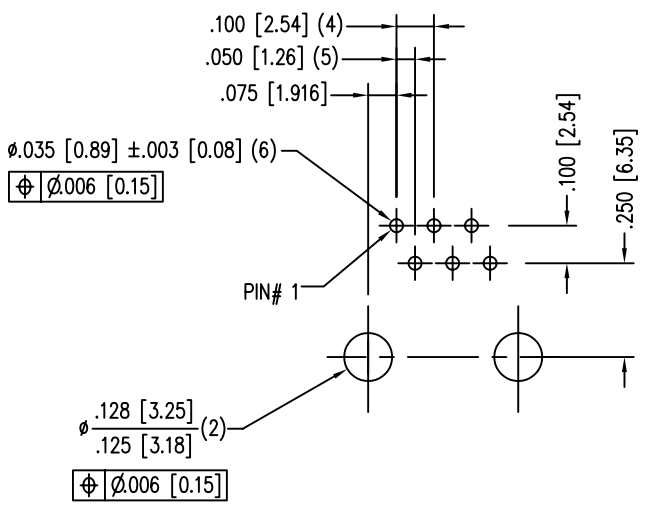 .100 [2.54] (4)
.050 [1.26] (5)
.075 [1.916]
ø.035 [0.89] ±.003 [0.08] (6)
⌖ Ø.006 [0.15]
.100 [2.54]
.250 [6.35]
PIN# 1
ø .128 [3.25]
.125 [3.18] (2)
⌖ Ø.006 [0.15]